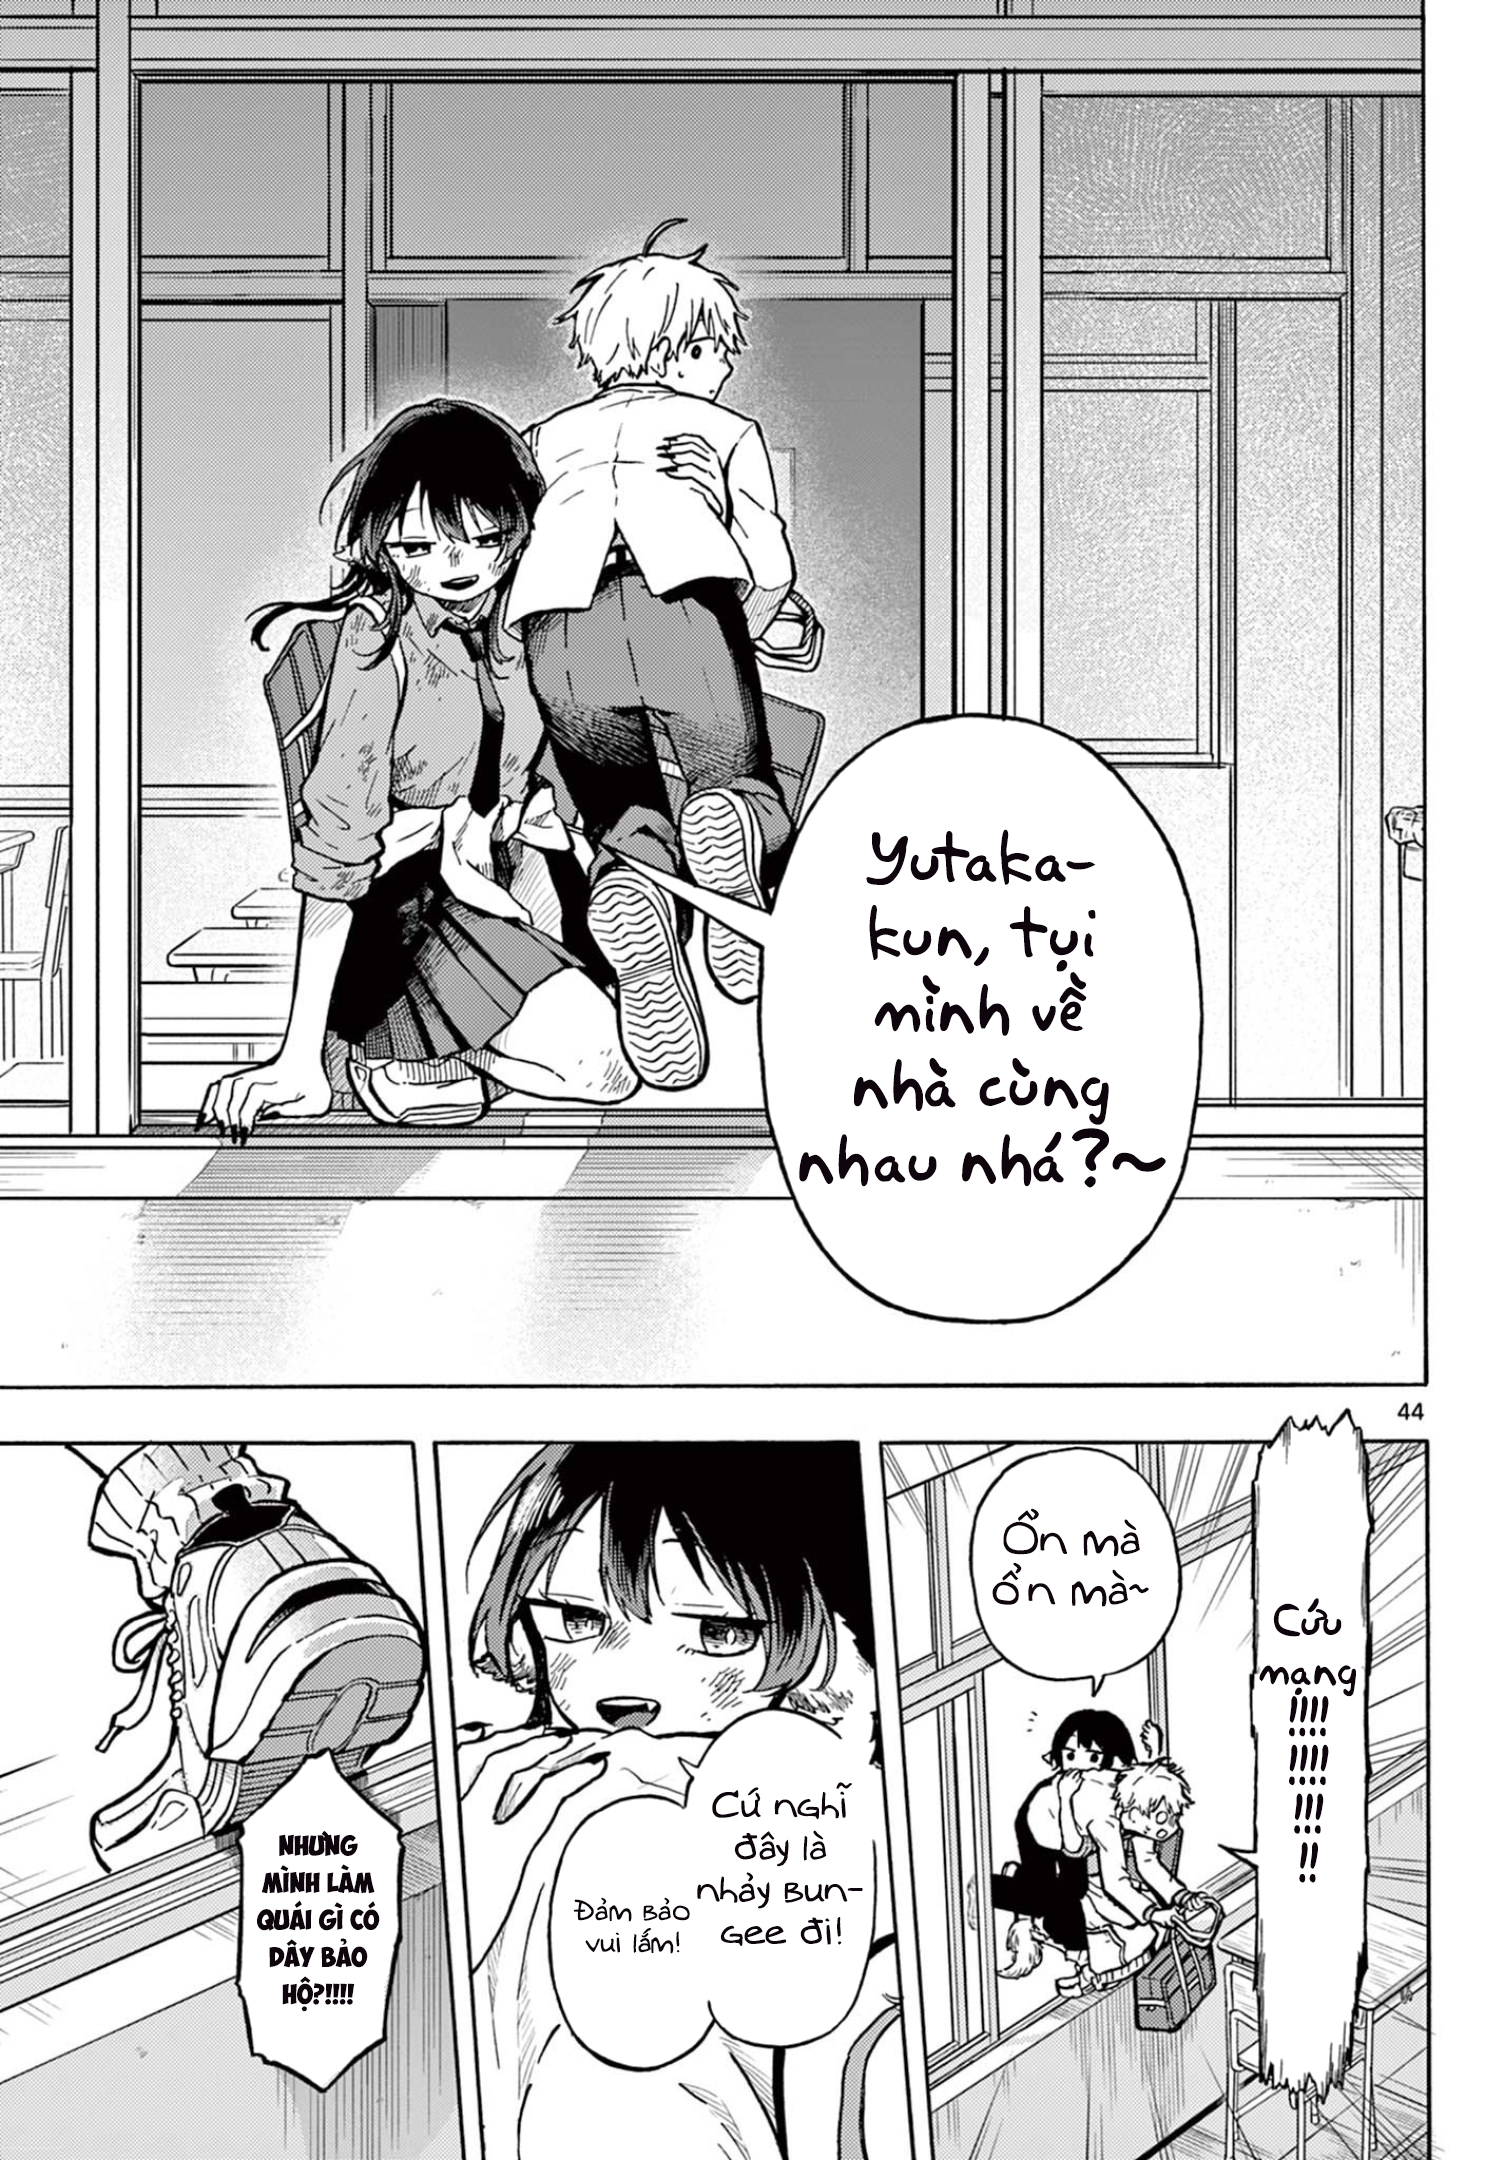 Yutaka-
kun, tụi
mình về
nhà cùng
nhau nhá?~
44
Cứu
mạng
!!!!
!!!!
!!!
!!
Ổn mà
ổn mà~
Cứ nghĩ
đây là
nhảy bun-
gee đi!
Đảm bảo
vui lắm!
NHƯNG
MÌNH LÀM
QUÁI GÌ CÓ
DÂY BẢO
HỘ?!!!!